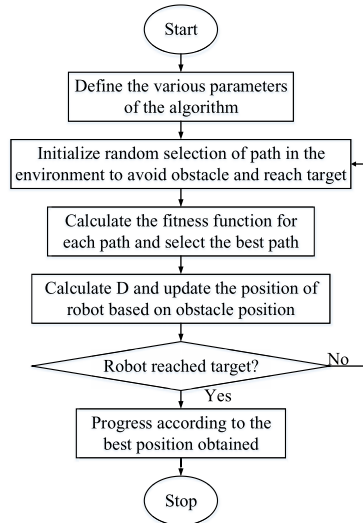 Start
Define the various parameters
of the algorithm
Initialize random selection of path in the
environment to avoid obstacle and reach target
Calculate the fitness function for
each path and select the best path
Calculate D and update the position of
robot based on obstacle position
Robot reached target?
No
Yes
Progress according to the
best position obtained
Stop